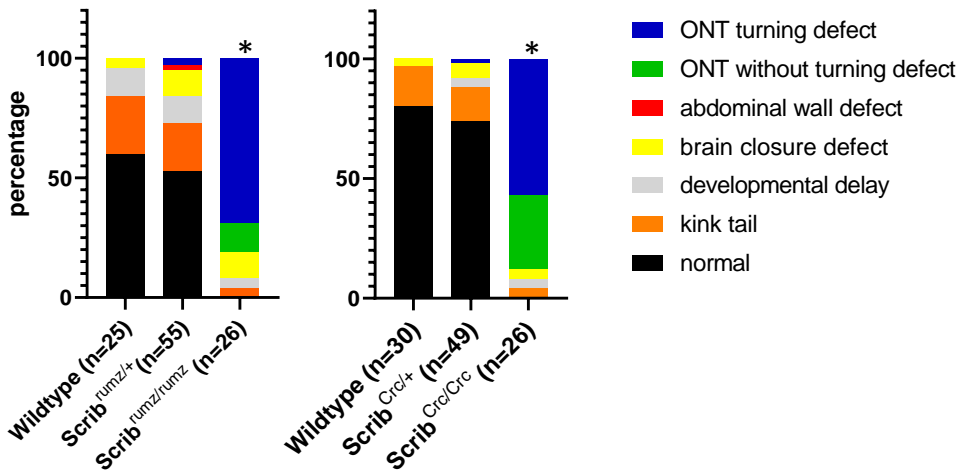 percentage
100
50
0
*
Wildtype (n=25)
Scrib rumz/+ (n=55)
Scrib rumz/rumz (n=26)
100
50
0
*
Wildtype (n=30)
Scrib Crc/+ (n=49)
Scrib Crc/Crc (n=26)
ONT turning defect
ONT without turning defect
abdominal wall defect
brain closure defect
developmental delay
kink tail
normal